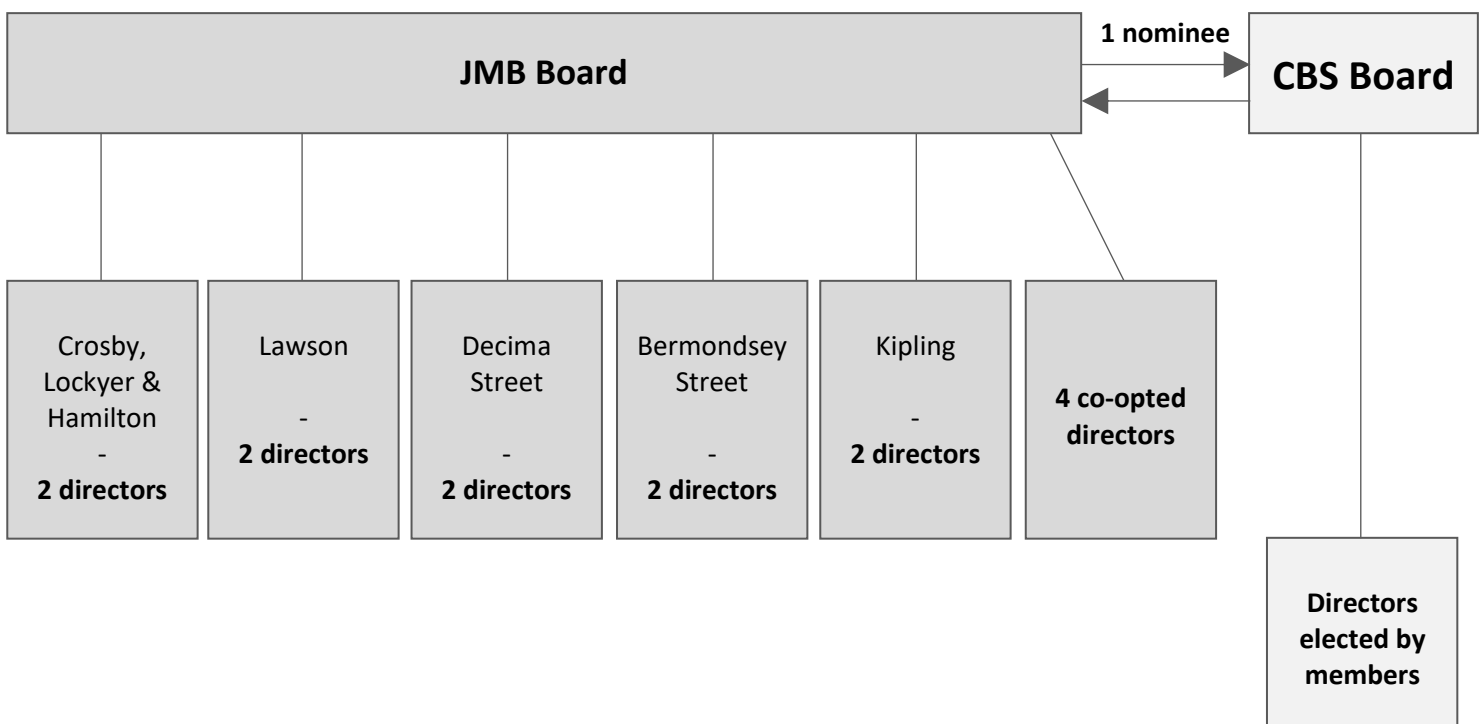 1 nominee
JMB Board
CBS Board
Crosby,
Lockyer &
Hamilton
-
2 directors
Lawson
-
2 directors
Decima
Street
-
2 directors
Bermondsey
Street
-
2 directors
Kipling
-
2 directors
4 co-opted
directors
Directors
elected by
members